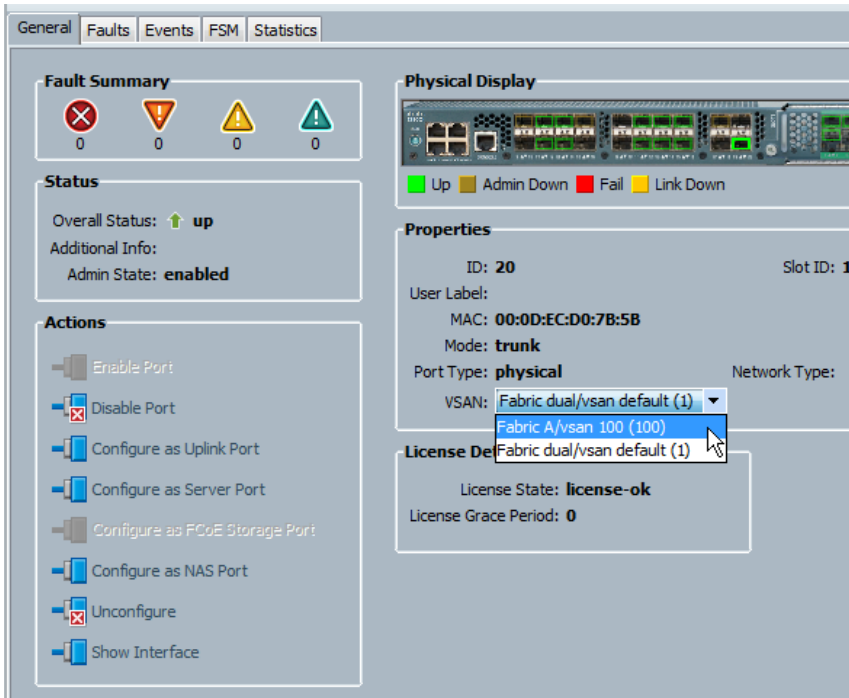 General Faults Events FSM Statistics
Fault Summary
0 0 0 0
Status
Overall Status: up
Additional Info:
Admin State: enabled
Actions
Enable Port
Disable Port
Configure as Uplink Port
Configure as Server Port
Configure as FCoE Storage Port
Configure as NAS Port
Unconfigure
Show Interface
Physical Display
Up Admin Down Fail Link Down
Properties
ID: 20 Slot ID: 1
User Label:
MAC: 00:0D:EC:D0:7B:5B
Mode: trunk
Port Type: physical Network Type:
VSAN: Fabric dual/vsan default (1)
Fabric A/vsan 100 (100)
Fabric dual/vsan default (1)
License De
License State: license-ok
License Grace Period: 0